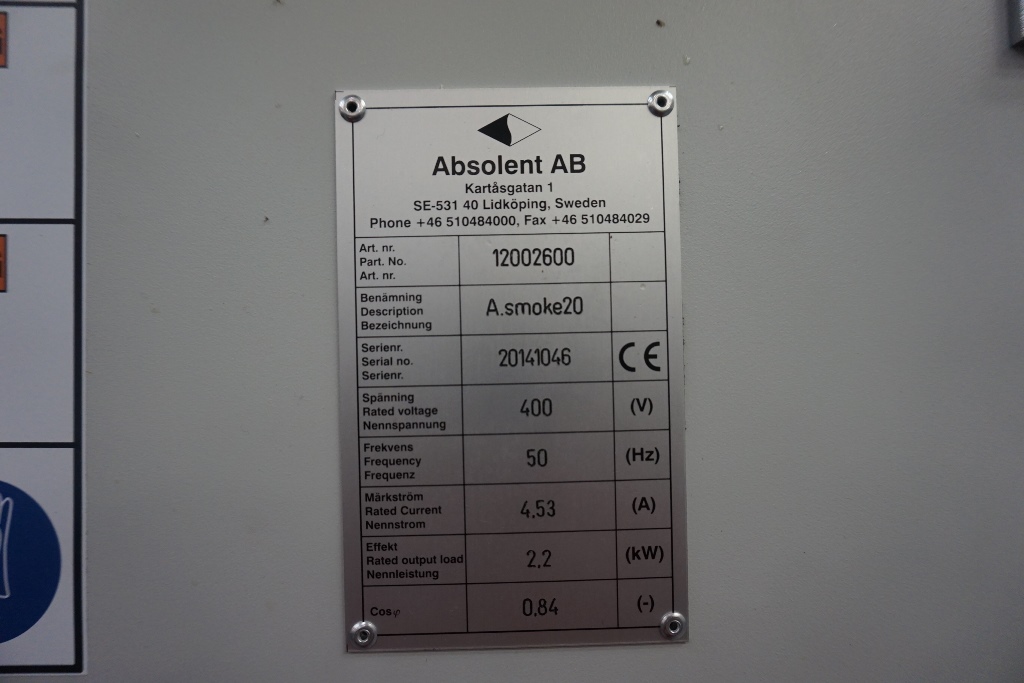 Absolent AB
Kartåsgatan 1
SE-531 40 Lidköping, Sweden
Phone +46 510484000, Fax +46 510484029
Art. nr.
Part. No.
Art. nr.
12002600
Benämning
Description
Bezeichnung
A.smoke20
Serienr.
Serial no.
Serienr.
20141046
CE
Spänning
Rated voltage
Nennspannung
400
(V)
Frekvens
Frequency
Frequenz
50
(Hz)
Märkström
Rated Current
Nennstrom
4.53
(A)
Effekt
Rated output load
Nennleistung
2,2
(kW)
Cosφ
0,84
(-)